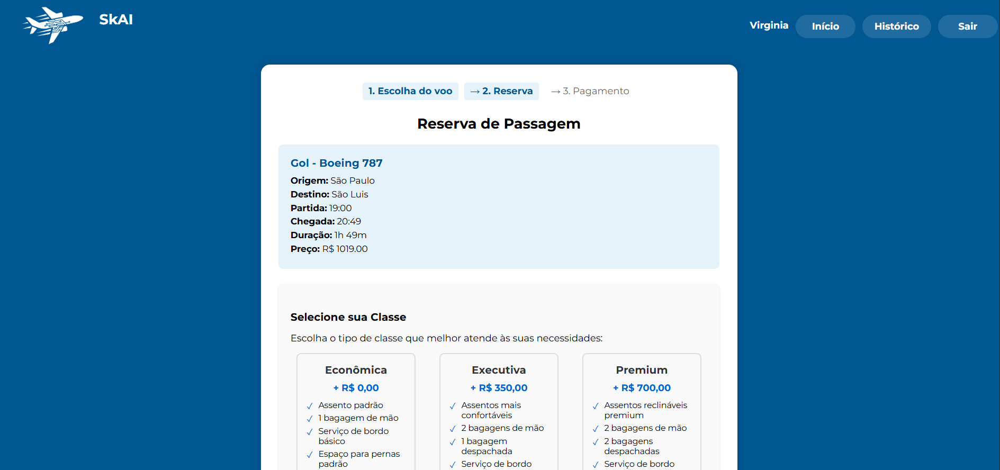 SkAI
Virginia
Início
Histórico
Sair
1. Escolha do voo
→ 2. Reserva
→ 3. Pagamento
Reserva de Passagem
Gol - Boeing 787
Origem: São Paulo
Destino: São Luis
Partida: 19:00
Chegada: 20:49
Duração: 1h 49m
Preço: R$ 1019.00
Selecione sua Classe
Escolha o tipo de classe que melhor atende às suas necessidades:
Econômica
+ R$ 0,00
✓ Assento padrão
✓ 1 bagagem de mão
✓ Serviço de bordo
básico
✓ Espaço para pernas
padrão
Executiva
+ R$ 350,00
✓ Assentos mais
confortáveis
✓ 2 bagagens de mão
✓ 1 bagagem
despachada
✓ Serviço de bordo
Premium
+ R$ 700,00
✓ Assentos reclináveis
premium
✓ 2 bagagens de mão
✓ 2 bagagens
despachadas
✓ Serviço de bordo